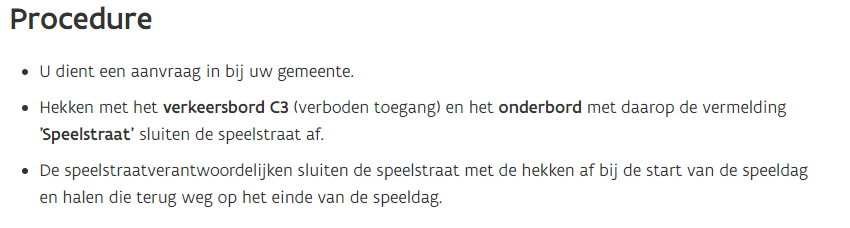 Procedure
• U dient een aanvraag in bij uw gemeente.
• Hekken met het verkeersbord C3 (verboden toegang) en het onderbord met daarop de vermelding
'Speelstraat' sluiten de speelstraat af.
• De speelstraatverantwoordelijken sluiten de speelstraat met de hekken af bij de start van de speeldag
en halen die terug weg op het einde van de speeldag.